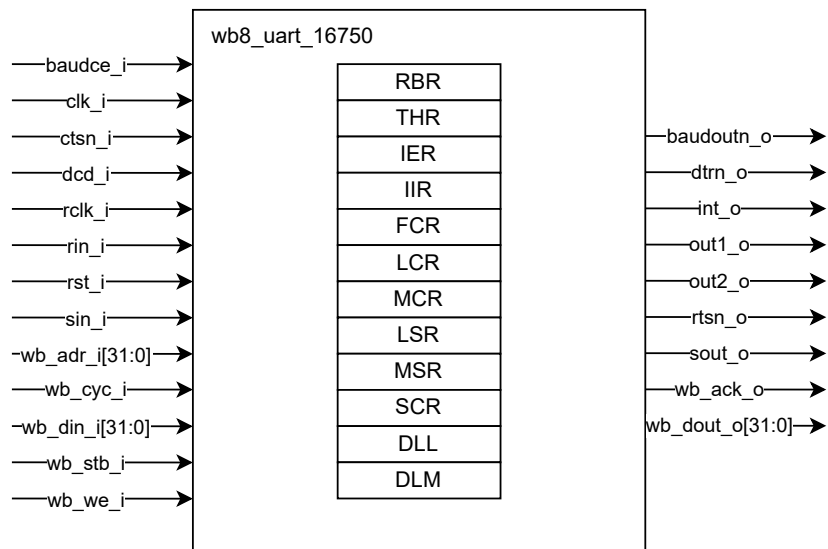 wb8_uart_16750
baudce_i
clk_i
ctsn_i
dcd_i
rclk_i
rin_i
rst_i
sin_i
wb_adr_i[31:0]
wb_cyc_i
wb_din_i[31:0]
wb_stb_i
wb_we_i
RBR
THR
IER
IIR
FCR
LCR
MCR
LSR
MSR
SCR
DLL
DLM
baudoutn_o
dtrn_o
int_o
out1_o
out2_o
rtsn_o
sout_o
wb_ack_o
wb_dout_o[31:0]